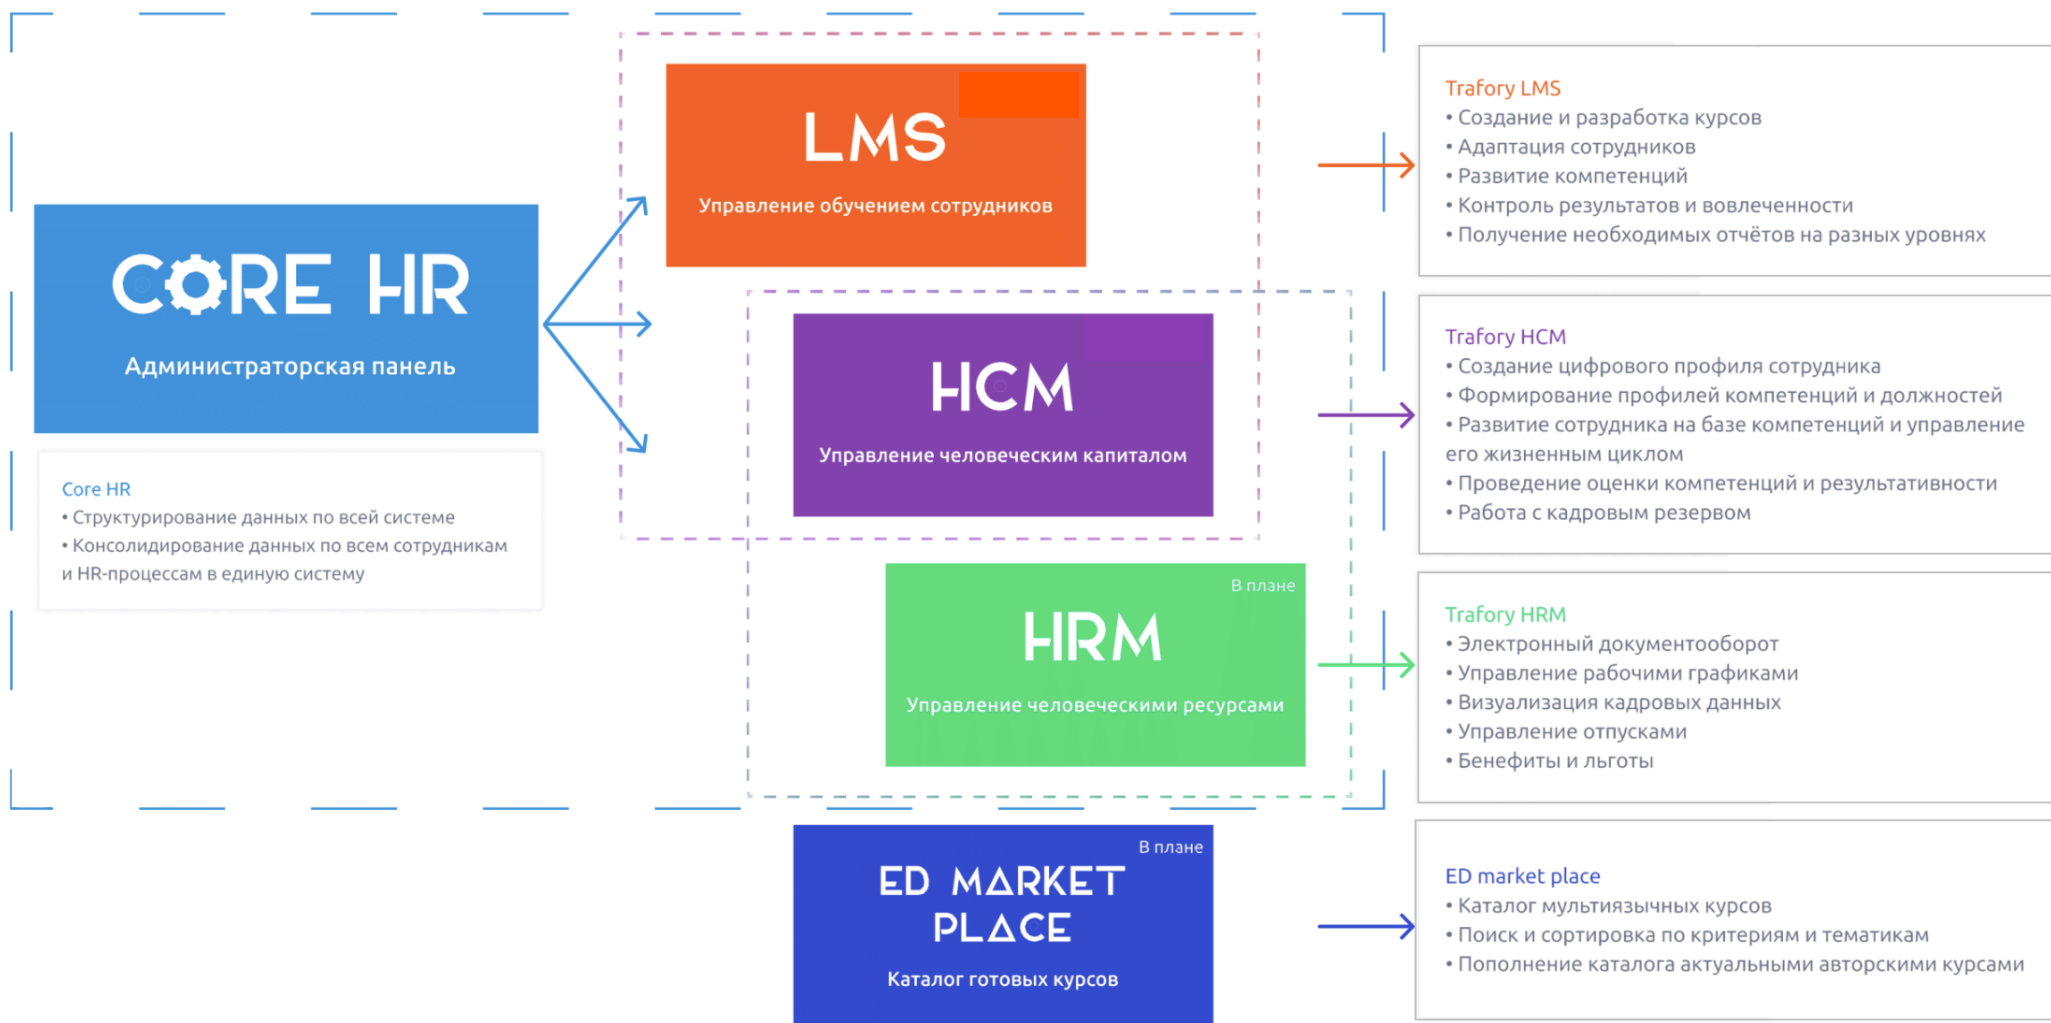 CORE HR
Администраторская панель
Core HR
• Структурирование данных по всей системе
• Консолидирование данных по всем сотрудникам
и HR-процессам в единую систему
LMS
Управление обучением сотрудников
HCM
Управление человеческим капиталом
В плане
HRM
Управление человеческими ресурсами
В плане
ED MARKET
PLACE
Каталог готовых курсов
Trafory LMS
• Создание и разработка курсов
• Адаптация сотрудников
• Развитие компетенций
• Контроль результатов и вовлеченности
• Получение необходимых отчётов на разных уровнях
Trafory HCM
• Создание цифрового профиля сотрудника
• Формирование профилей компетенций и должностей
• Развитие сотрудника на базе компетенций и управление
его жизненным циклом
• Проведение оценки компетенций и результативности
• Работа с кадровым резервом
Trafory HRM
• Электронный документооборот
• Управление рабочими графиками
• Визуализация кадровых данных
• Управление отпусками
• Бенефиты и льготы
ED market place
• Каталог мультиязычных курсов
• Поиск и сортировка по критериям и тематикам
• Пополнение каталога актуальными авторскими курсами